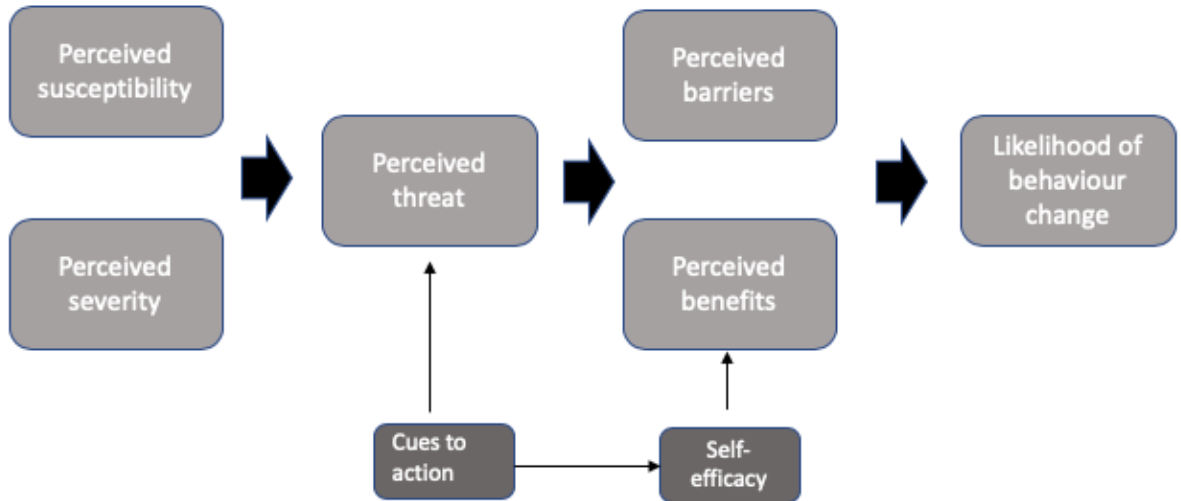 Perceived
susceptibility
Perceived
severity
Perceived
threat
Perceived
barriers
Perceived
benefits
Likelihood of
behaviour
change
Cues to
action
Self-
efficacy